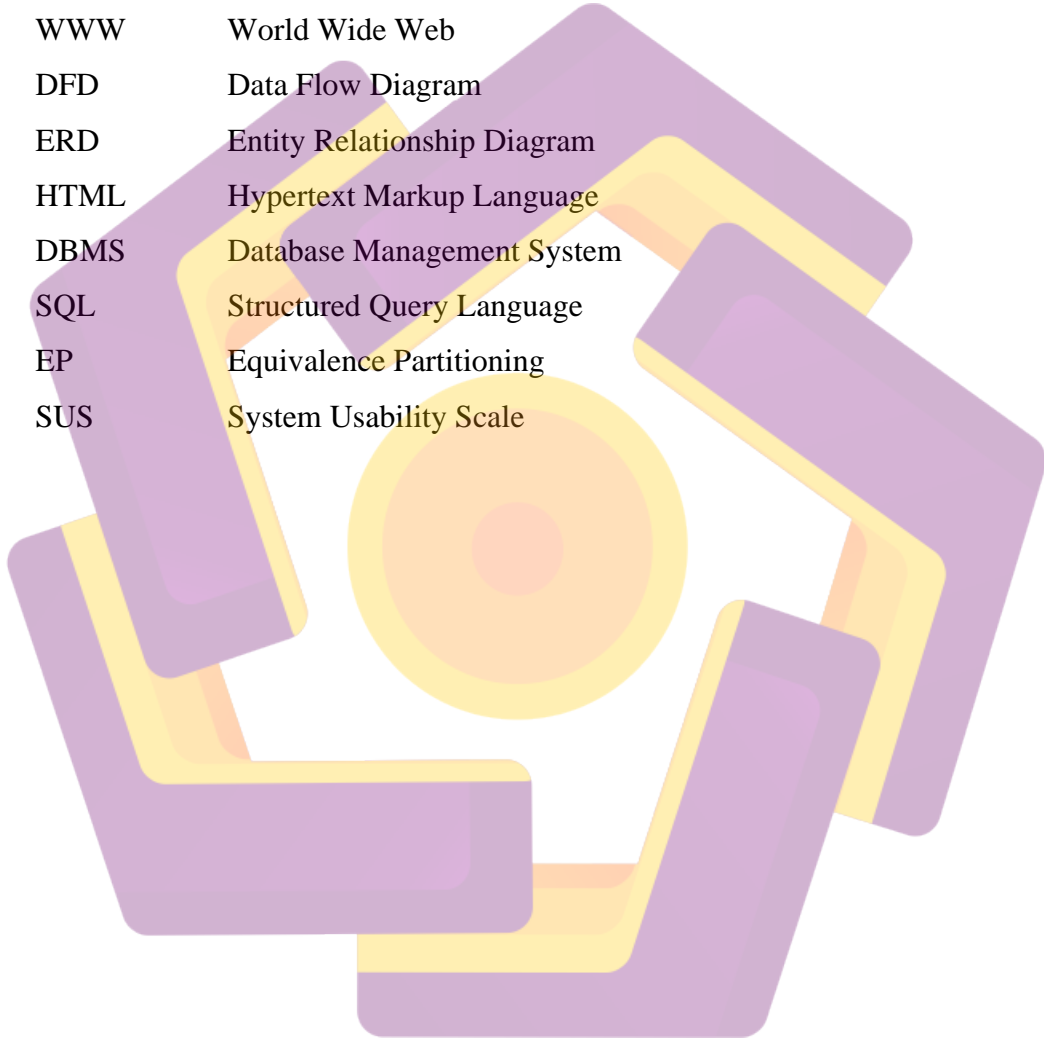 WWW World Wide Web
DFD Data Flow Diagram
ERD Entity Relationship Diagram
HTML Hypertext Markup Language
DBMS Database Management System
SQL Structured Query Language
EP Equivalence Partitioning
SUS System Usability Scale